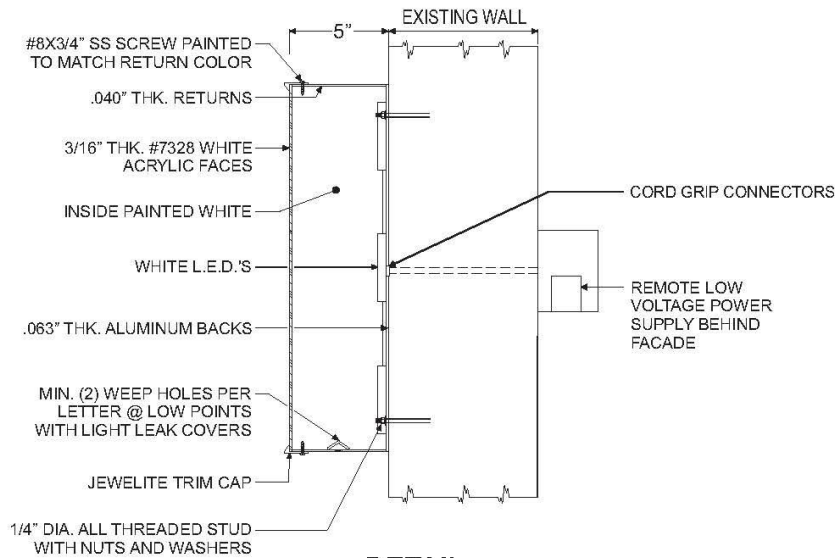 EXISTING WALL
5"
#8X3/4" SS SCREW PAINTED
TO MATCH RETURN COLOR
.040" THK. RETURNS
3/16" THK. #7328 WHITE
ACRYLIC FACES
INSIDE PAINTED WHITE
WHITE L.E.D.'S
.063" THK. ALUMINUM BACKS
MIN. (2) WEEP HOLES PER
LETTER @ LOW POINTS
WITH LIGHT LEAK COVERS
JEWELITE TRIM CAP
1/4" DIA. ALL THREADED STUD
WITH NUTS AND WASHERS
CORD GRIP CONNECTORS
REMOTE LOW
VOLTAGE POWER
SUPPLY BEHIND
FACADE